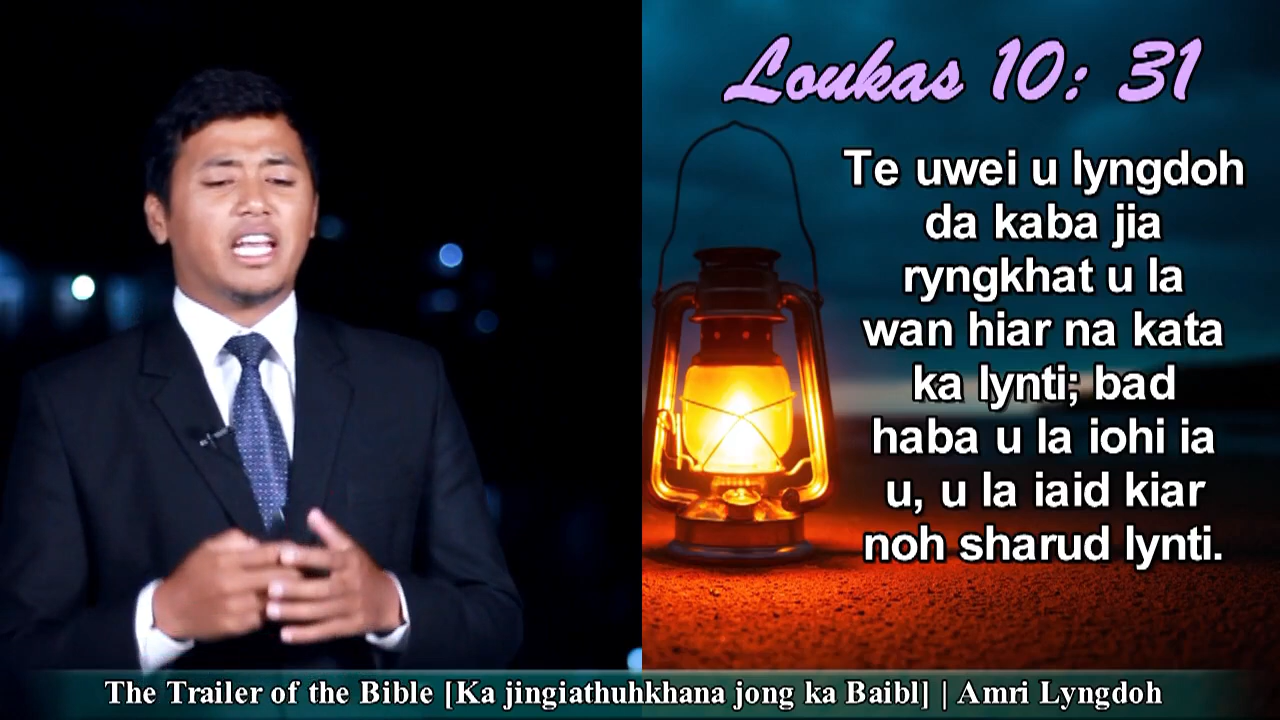 Loukas 10: 31
Te uwei u lyngdoh
da kaba jia
ryngkhat u la
wan hiar na kata
ka lynti; bad
haba u la iohi ia
u, u la iaid kiar
noh sharud lynti.
The Trailer of the Bible [Ka jingiathuhkhana jong ka Baibl] | Amri Lyngdoh